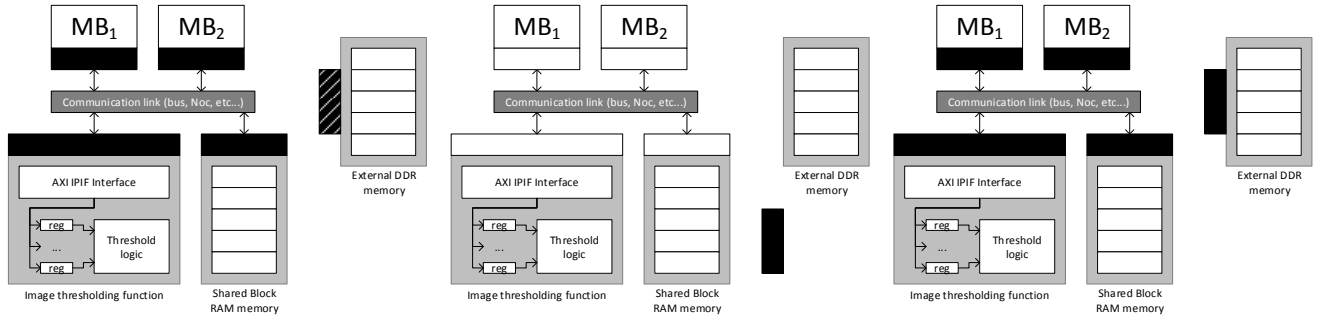 MB1 MB2
Communication link (bus, Noc, etc...)
AXI IPIF Interface
reg
...
reg
Threshold
logic
Image thresholding function
Shared Block
RAM memory
External DDR
memory
MB1 MB2
Communication link (bus, Noc, etc...)
AXI IPIF Interface
reg
...
reg
Threshold
logic
Image thresholding function
Shared Block
RAM memory
External DDR
memory
MB1 MB2
Communication link (bus, Noc, etc...)
AXI IPIF Interface
reg
...
reg
Threshold
logic
Image thresholding function
Shared Block
RAM memory
External DDR
memory